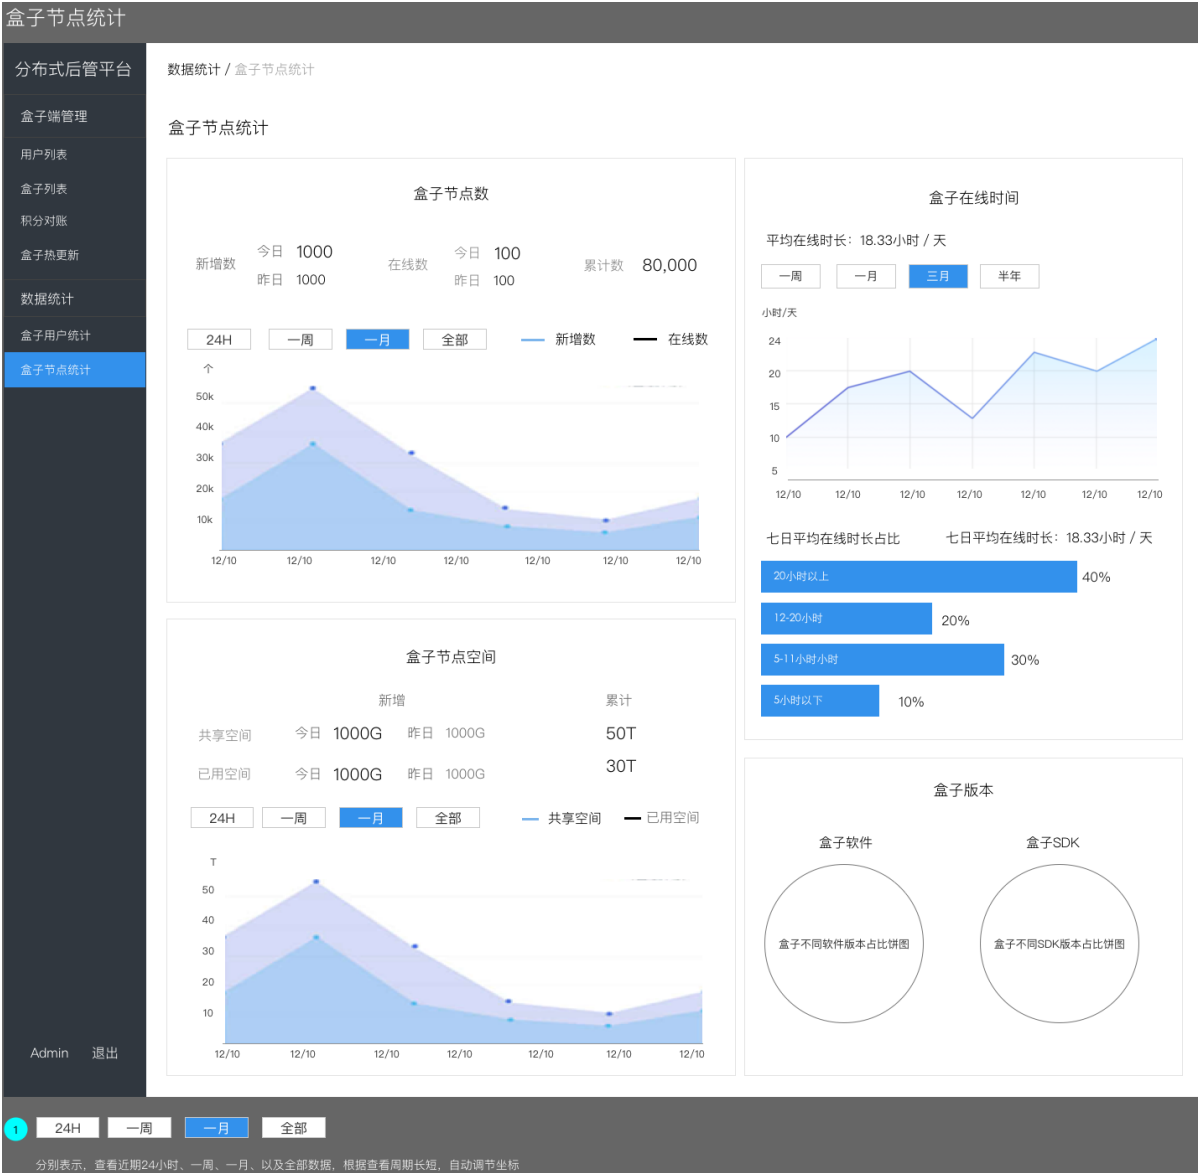 盒子节点统计
分布式后管平台
盒子端管理
用户列表
盒子列表
积分对账
盒子热更新
数据统计
盒子用户统计
盒子节点统计
Admin 退出
数据统计 / 盒子节点统计
盒子节点统计
盒子节点数
新增数 今日 1000 昨日 1000
在线数 今日 100 昨日 100
累计数 80,000
24H 一周 一月 全部 新增数 在线数
个
50k
40k
30k
20k
10k
12/10 12/10 12/10 12/10 12/10 12/10 12/10
盒子节点空间
新增 累计
共享空间 今日 1000G 昨日 1000G 50T
已用空间 今日 1000G 昨日 1000G 30T
24H 一周 一月 全部 共享空间 已用空间
T
50
40
30
20
10
12/10 12/10 12/10 12/10 12/10 12/10 12/10
盒子在线时间
平均在线时长：18.33小时 / 天
一周 一月 三月 半年
小时/天
24
20
15
10
5
12/10 12/10 12/10 12/10 12/10 12/10 12/10
七日平均在线时长占比 七日平均在线时长：18.33小时 / 天
20小时以上 40%
12-20小时 20%
5-11小时小时 30%
5小时以下 10%
盒子版本
盒子软件 盒子SDK
盒子不同软件版本占比饼图 盒子不同SDK版本占比饼图
1 24H 一周 一月 全部
分别表示，查看近期24小时、一周、一月、以及全部数据，根据查看周期长短，自动调节坐标